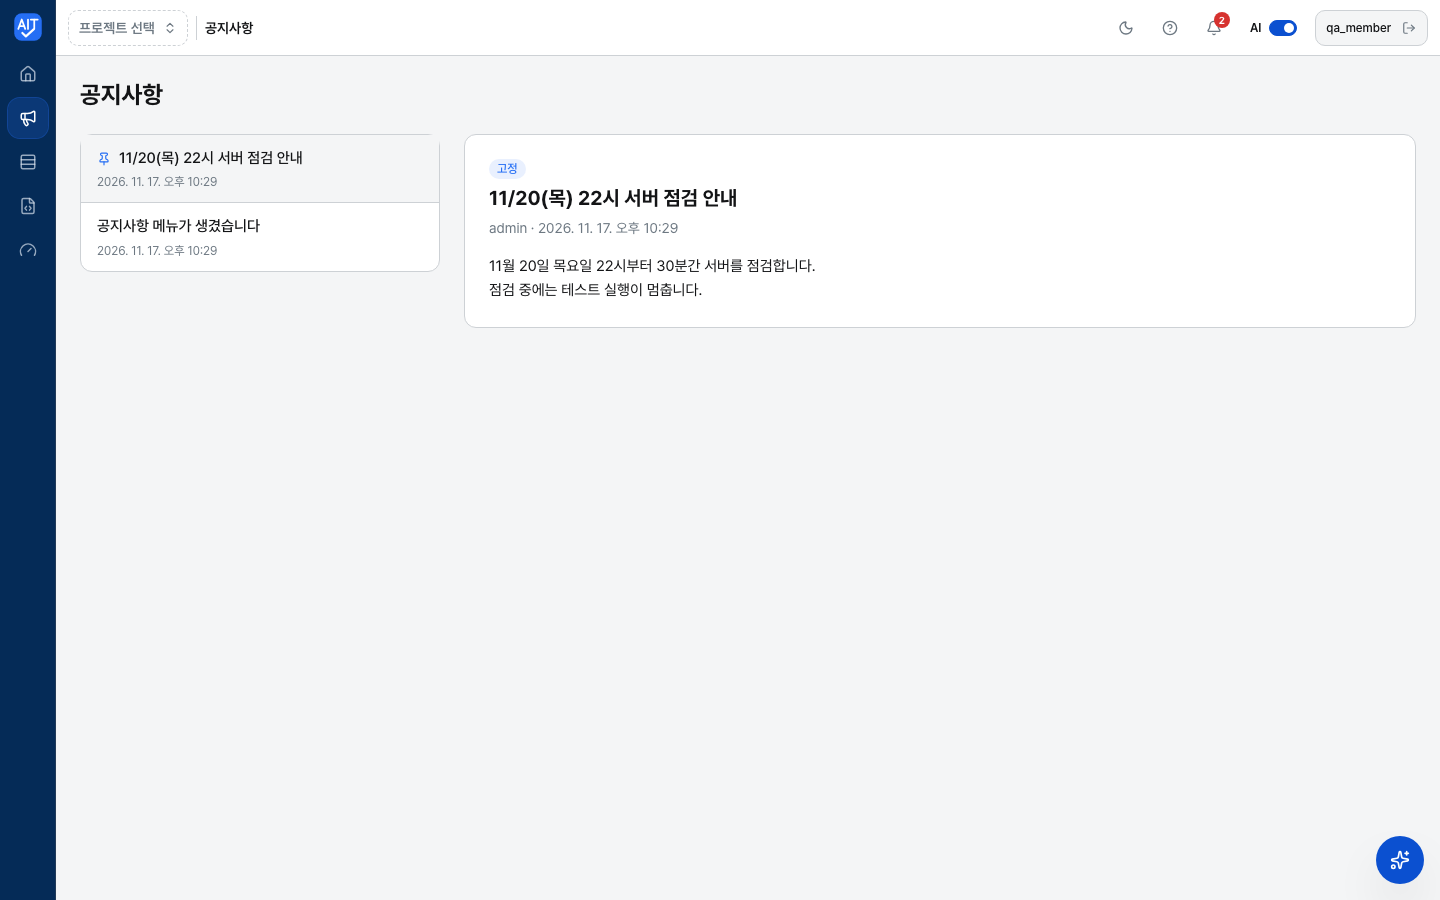 AIT
프로젝트 선택
공지사항
2
AI
qa_member
공지사항
11/20(목) 22시 서버 점검 안내
2026. 11. 17. 오후 10:29
공지사항 메뉴가 생겼습니다
2026. 11. 17. 오후 10:29
고정
11/20(목) 22시 서버 점검 안내
admin · 2026. 11. 17. 오후 10:29
11월 20일 목요일 22시부터 30분간 서버를 점검합니다.
점검 중에는 테스트 실행이 멈춥니다.